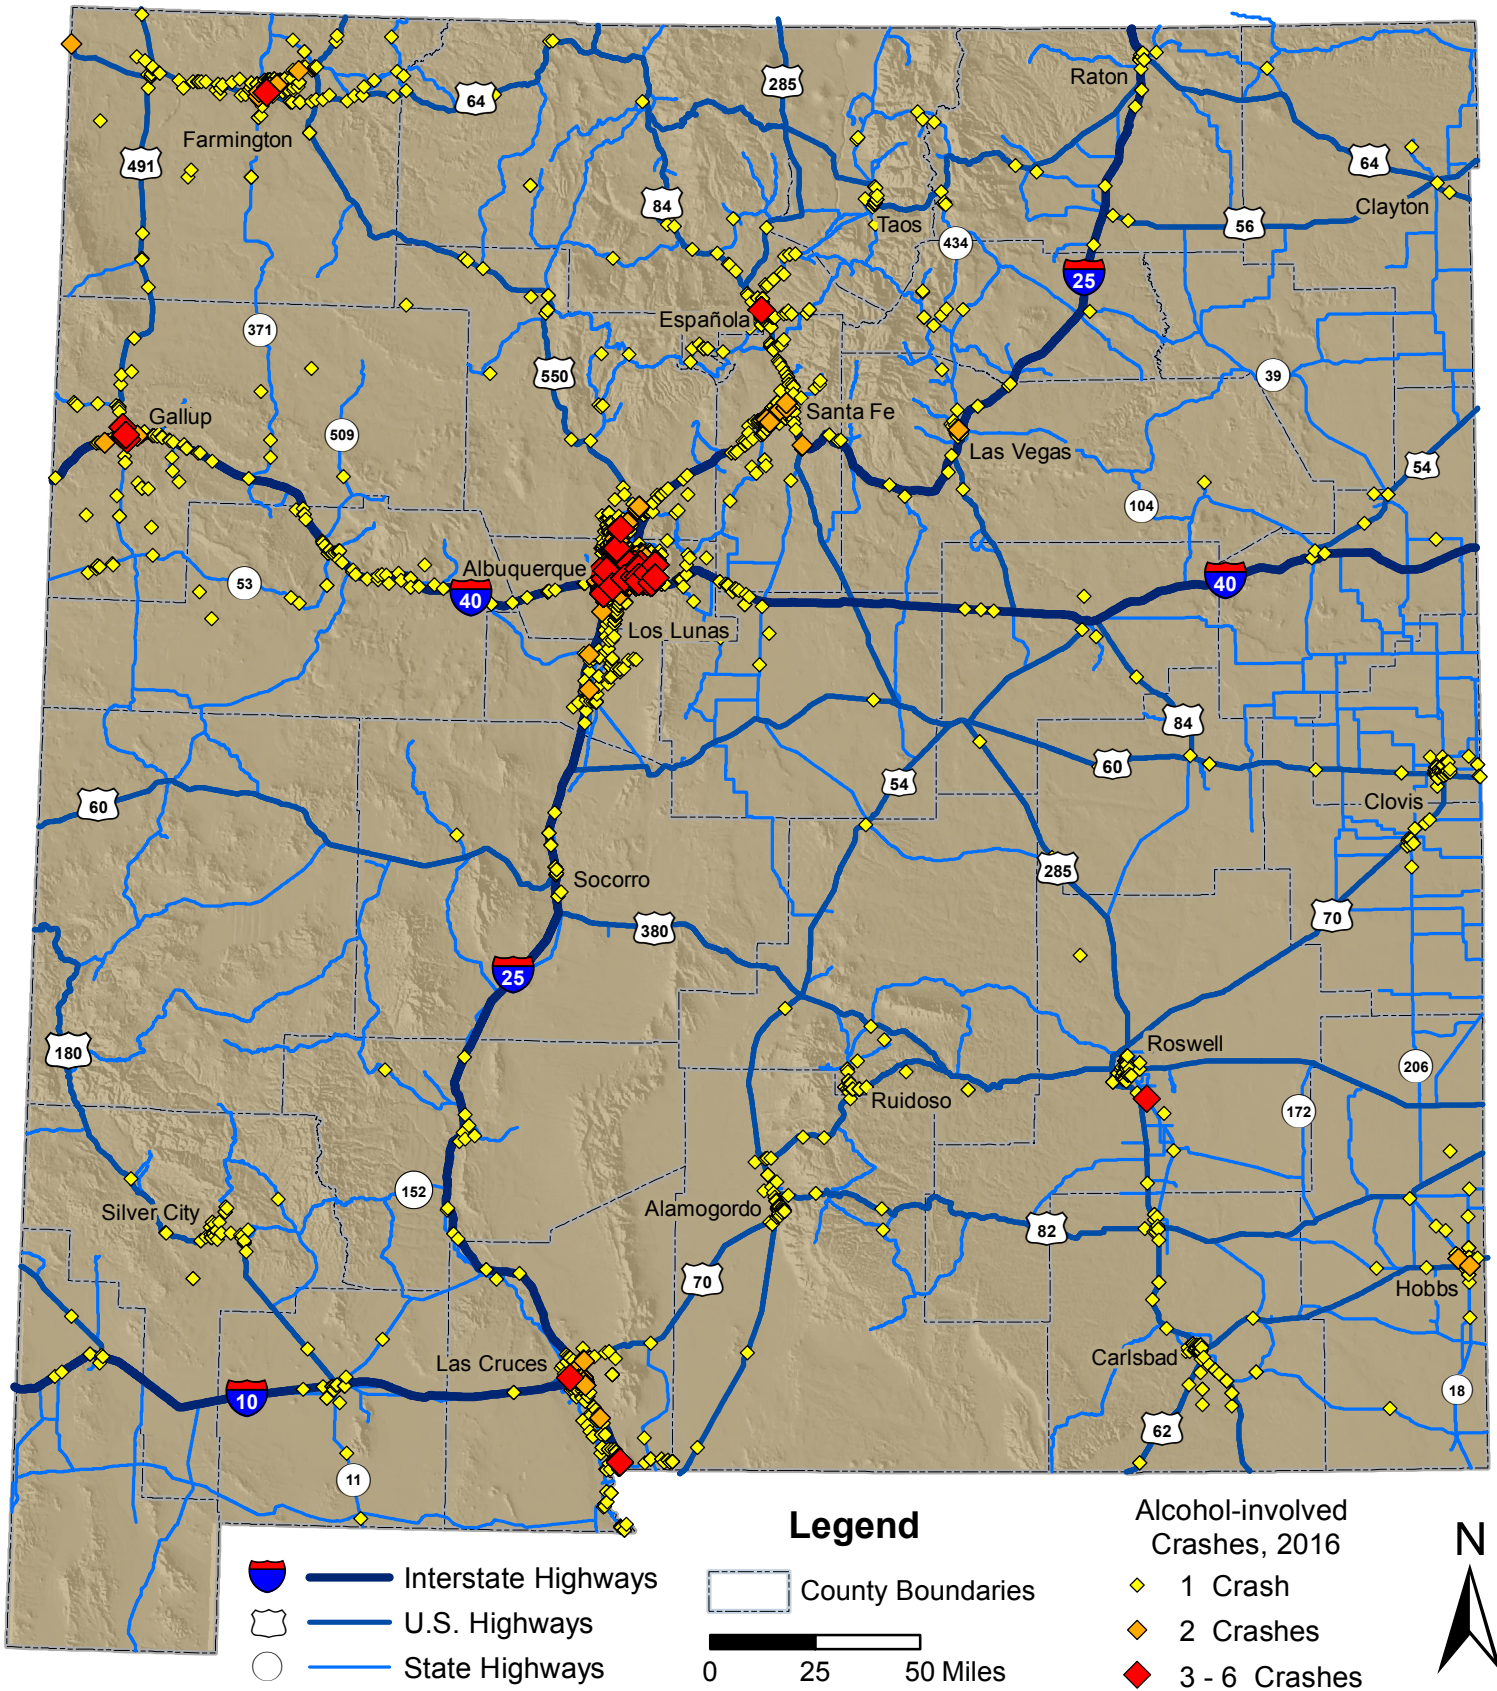 285
Raton
64
Farmington
491
64
84
Clayton
Taos
56
434
25
Española
371
550
39
Gallup
Santa Fe
509
Las Vegas
54
104
Albuquerque
53
40
40
Los Lunas
84
60
54
60
Clovis
285
Socorro
70
380
25
180
Roswell
206
Ruidoso
172
152
Silver City
Alamogordo
82
70
Hobbs
Las Cruces
Carlsbad
10
18
62
11
Legend
Interstate Highways
U.S. Highways
State Highways
County Boundaries
0 25 50 Miles
Alcohol-involved
Crashes, 2016
1 Crash
2 Crashes
3 - 6 Crashes
N